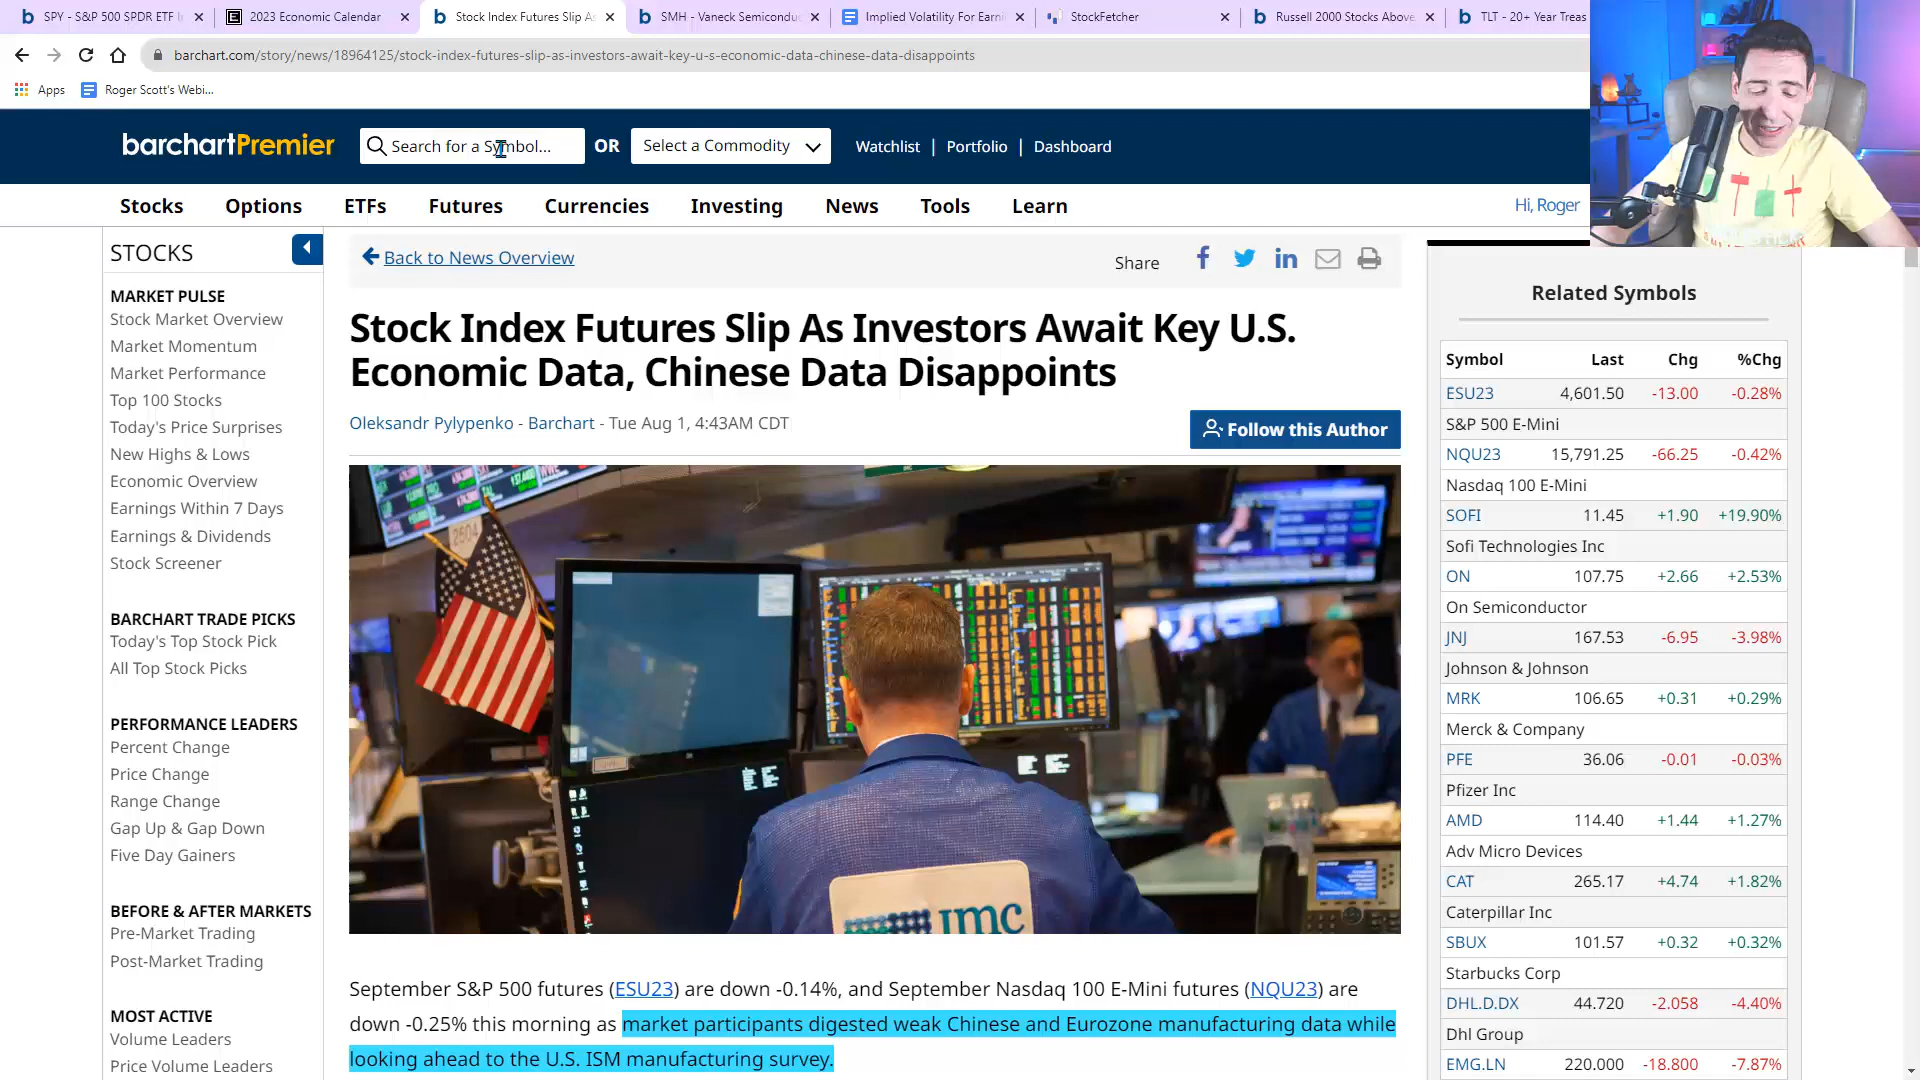 SPY - S&P 500 SPDR ETF
2023 Economic Calendar
Stock Index Futures Slip As
SMH - Vaneck Semicondu
Implied Volatility For Earni
StockFetcher
Russell 2000 Stocks Above
TLT - 20+ Year Treas
barchart.com/story/news/18964125/stock-index-futures-slip-as-investors-await-key-u-s-economic-data-chinese-data-disappoints
Apps
Roger Scott's Webi...
barchartPremier
Search for a Symbol...
OR
Select a Commodity
Watchlist | Portfolio | Dashboard
Stocks Options ETFs Futures Currencies Investing News Tools Learn
Hi, Roger
STOCKS
MARKET PULSE
Stock Market Overview
Market Momentum
Market Performance
Top 100 Stocks
Today's Price Surprises
New Highs & Lows
Economic Overview
Earnings Within 7 Days
Earnings & Dividends
Stock Screener
BARCHART TRADE PICKS
Today's Top Stock Pick
All Top Stock Picks
PERFORMANCE LEADERS
Percent Change
Price Change
Range Change
Gap Up & Gap Down
Five Day Gainers
BEFORE & AFTER MARKETS
Pre-Market Trading
Post-Market Trading
MOST ACTIVE
Volume Leaders
Price Volume Leaders
Back to News Overview
Share
Stock Index Futures Slip As Investors Await Key U.S.
Economic Data, Chinese Data Disappoints
Oleksandr Pylypenko - Barchart - Tue Aug 1, 4:43AM CDT
Follow this Author
IMC
September S&P 500 futures (ESU23) are down -0.14%, and September Nasdaq 100 E-Mini futures (NQU23) are
down -0.25% this morning as market participants digested weak Chinese and Eurozone manufacturing data while
looking ahead to the U.S. ISM manufacturing survey.
Related Symbols
Symbol Last Chg %Chg
ESU23 4,601.50 -13.00 -0.28%
S&P 500 E-Mini
NQU23 15,791.25 -66.25 -0.42%
Nasdaq 100 E-Mini
SOFI 11.45 +1.90 +19.90%
Sofi Technologies Inc
ON 107.75 +2.66 +2.53%
On Semiconductor
JNJ 167.53 -6.95 -3.98%
Johnson & Johnson
MRK 106.65 +0.31 +0.29%
Merck & Company
PFE 36.06 -0.01 -0.03%
Pfizer Inc
AMD 114.40 +1.44 +1.27%
Adv Micro Devices
CAT 265.17 +4.74 +1.82%
Caterpillar Inc
SBUX 101.57 +0.32 +0.32%
Starbucks Corp
DHL.D.DX 44.720 -2.058 -4.40%
Dhl Group
EMG.LN 220.000 -18.800 -7.87%